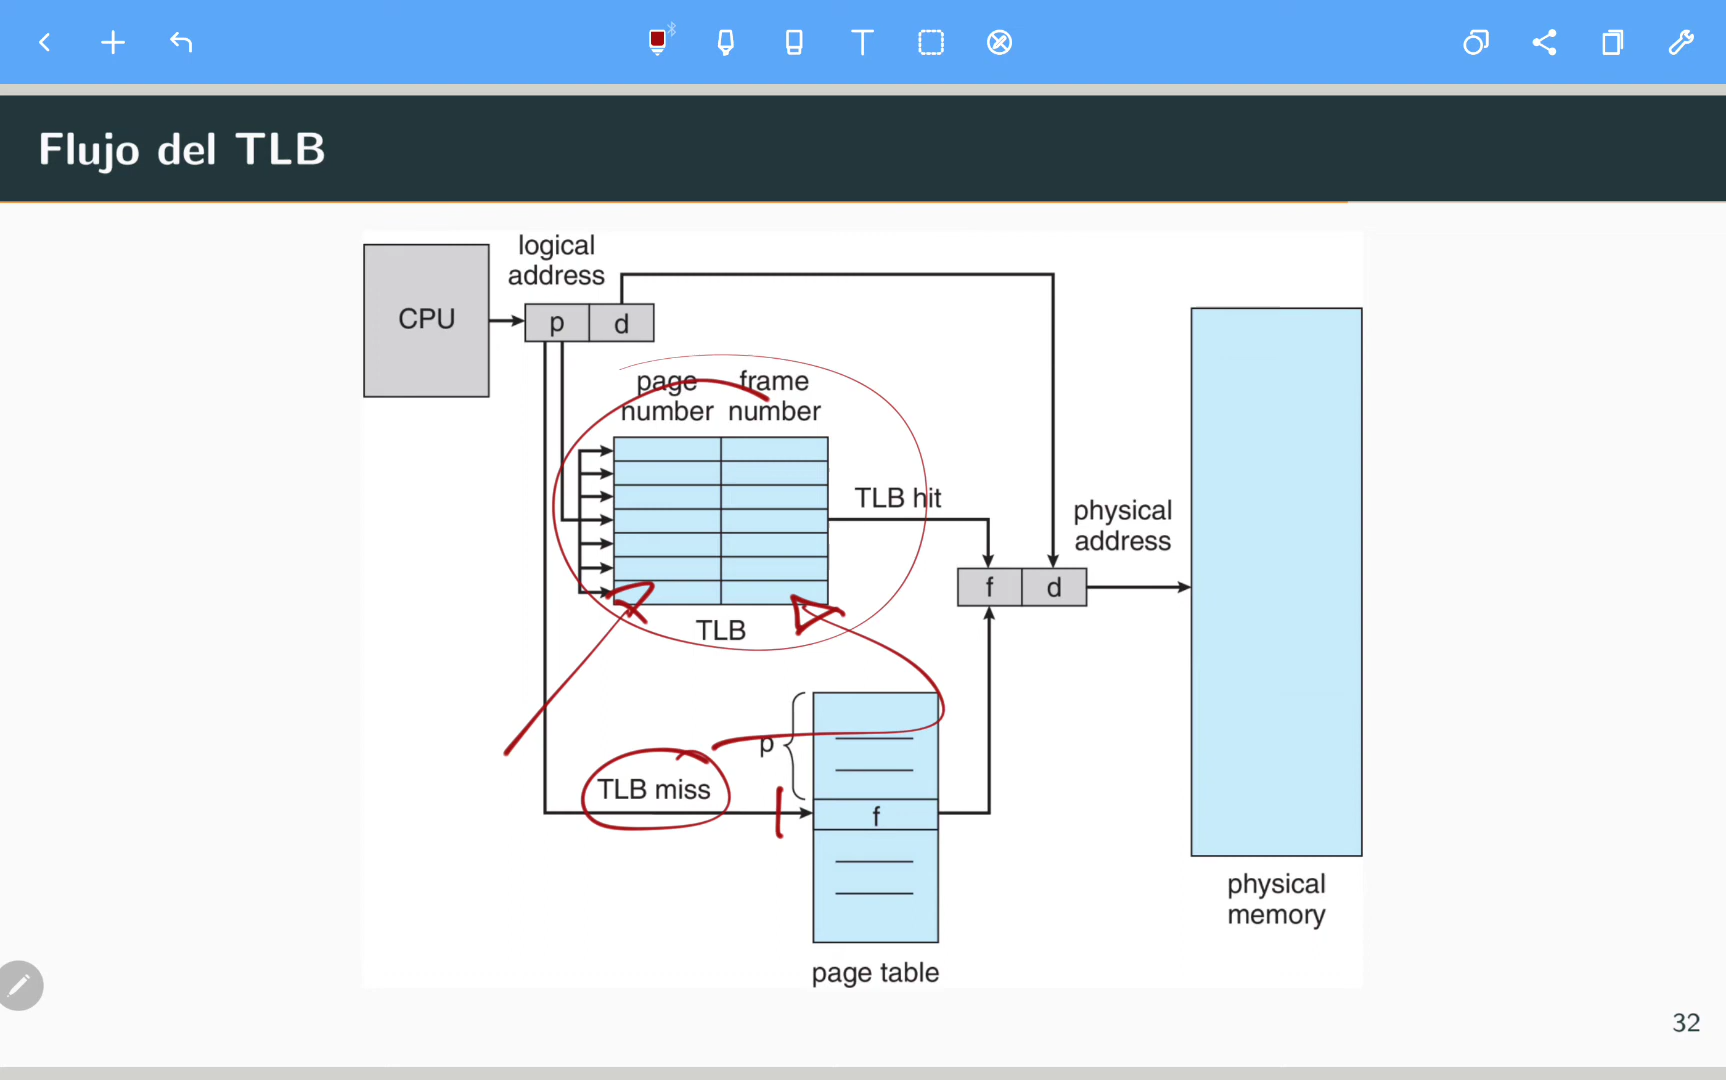 Flujo del TLB
logical
address
CPU
p d
page frame
number number
TLB hit
physical
address
f d
TLB
p
TLB miss
f
physical
memory
page table
32